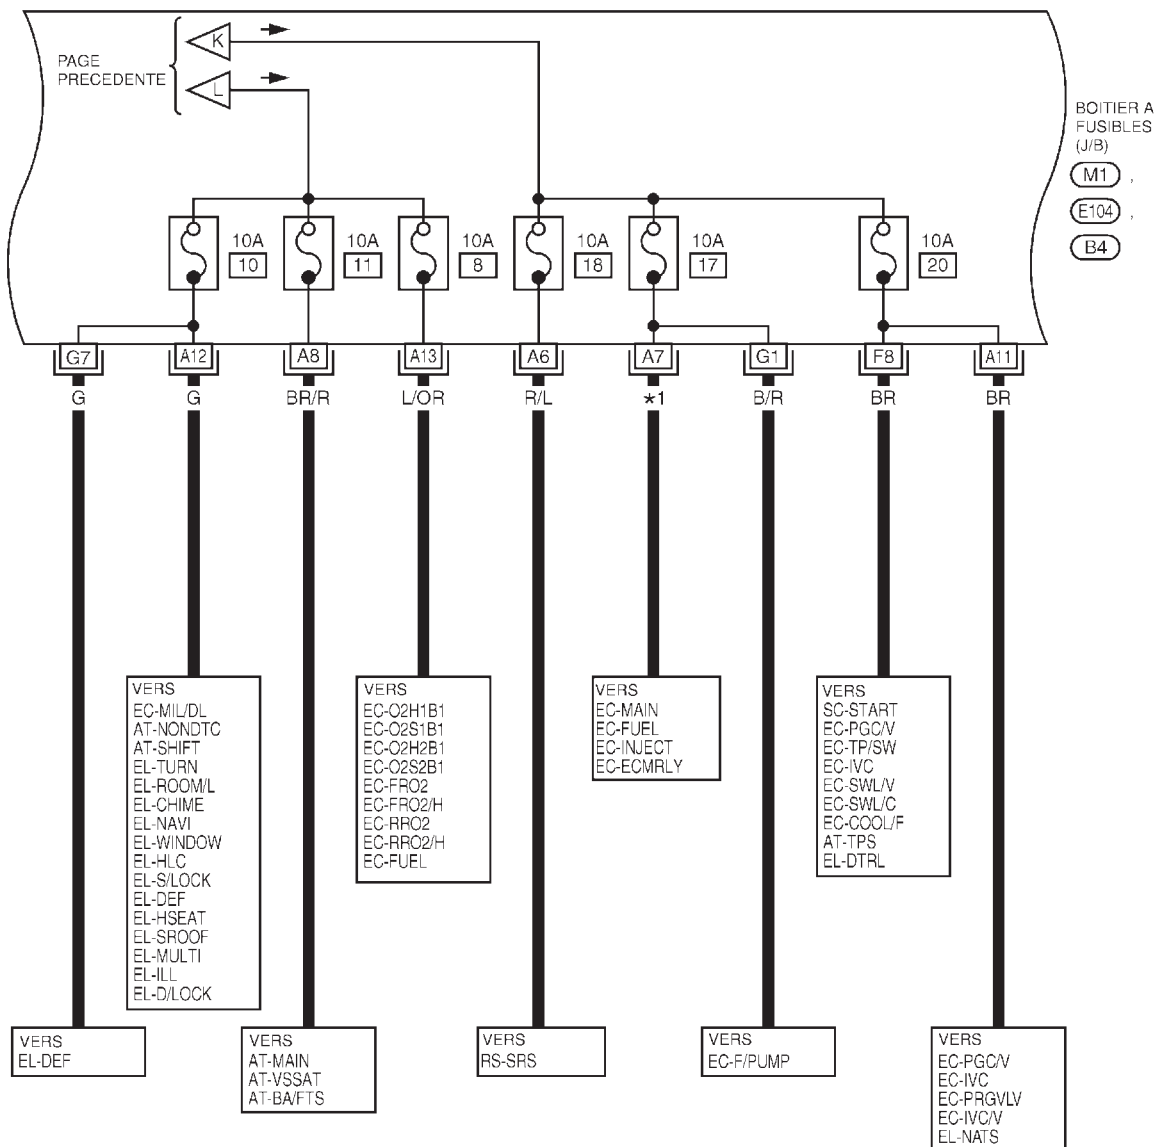 PAGE
PRECEDENTE
K
L
BOITIER A
FUSIBLES
(J/B)
M1 ,
E104 ,
B4
10A
10
10A
11
10A
8
10A
18
10A
17
10A
20
G7
A12
A8
A13
A6
A7
G1
F8
A11
G
G
BR/R
L/OR
R/L
★1
B/R
BR
BR
VERS
EC-MIL/DL
AT-NONDTC
AT-SHIFT
EL-TURN
EL-ROOM/L
EL-CHIME
EL-NAVI
EL-WINDOW
EL-HLC
EL-S/LOCK
EL-DEF
EL-HSEAT
EL-SROOF
EL-MULTI
EL-ILL
EL-D/LOCK
VERS
EC-O2H1B1
EC-O2S1B1
EC-O2H2B1
EC-O2S2B1
EC-FRO2
EC-FRO2/H
EC-RRO2
EC-RRO2/H
EC-FUEL
VERS
EC-MAIN
EC-FUEL
EC-INJECT
EC-ECMRLY
VERS
SC-START
EC-PGC/V
EC-TP/SW
EC-IVC
EC-SWL/V
EC-SWL/C
EC-COOL/F
AT-TPS
EL-DTRL
VERS
EL-DEF
VERS
AT-MAIN
AT-VSSAT
AT-BA/FTS
VERS
RS-SRS
VERS
EC-F/PUMP
VERS
EC-PGC/V
EC-IVC
EC-PRGVLV
EC-IVC/V
EL-NATS